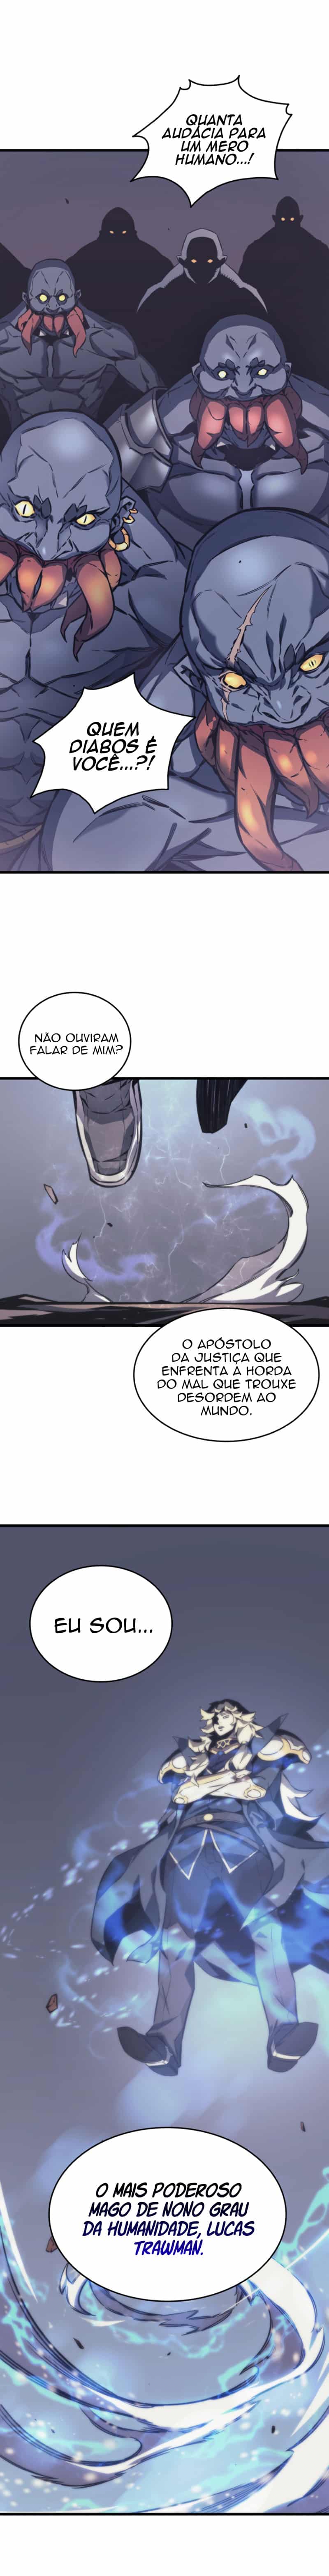 QUANTA
AUDÁCIA PARA
UM MERO
HUMANO...!
QUEM
DIABOS É
VOCÊ...?!
NÃO OUVIRAM
FALAR DE MIM?
O APÓSTOLO
DA JUSTIÇA QUE
ENFRENTA A HORDA
DO MAL QUE TROUXE
DESORDEM AO
MUNDO.
EU SOU...
O MAIS PODEROSO
MAGO DE NONO GRAU
DA HUMANIDADE, LUCAS
TRAWMAN.